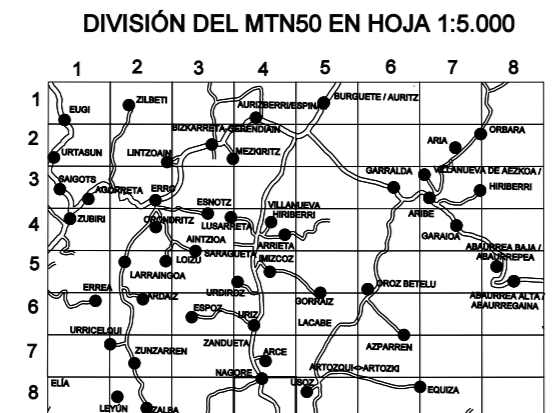 DIVISIÓN DEL MTN50 EN HOJA 1:5.000
1 2 3 4 5 6 7 8
1
ZILBETI
BURGUETE / AURITZ
EUGI
AURIZBERRI/ESPINAL
2
BIZKARRETA-GERENDIAIN
ORBARA
ARIA
URTASUN
LINTZOAIN
MEZKIRITZ
3
GARRALDA
VILLANUEVA DE AEZKOA /
HIRIBERRI
SAIGOTS
AGORRETA
ERRO
ESNOTZ
VILLANUEVA
HIRIBERRI
ARIBE
4
ZUBIRI
ORONDRITZ
LUSARRETA
GARAIOA
AINTZIOA
ARRIETA
ABAURREA BAJA /
ABAURREPEA
5
SARAGUETA
LOIZU
IMIZCOZ
LARRAINGOA
OROZ BETELU
ERREA
ARDAIZ
URDIROZ
GORRAIZ
ABAURREA ALTA /
ABAURREGAINA
6
ESPOZ
URIZ
LACABE
URRICELQUI
ZANDUETA
AZPARREN
7
ZUNZARREN
ARCE
NAGORE
ARTOZQUI<>ARTOZKI
8
ELÍA
USOZ
EQUIZA
LEYÚN
ZALBA